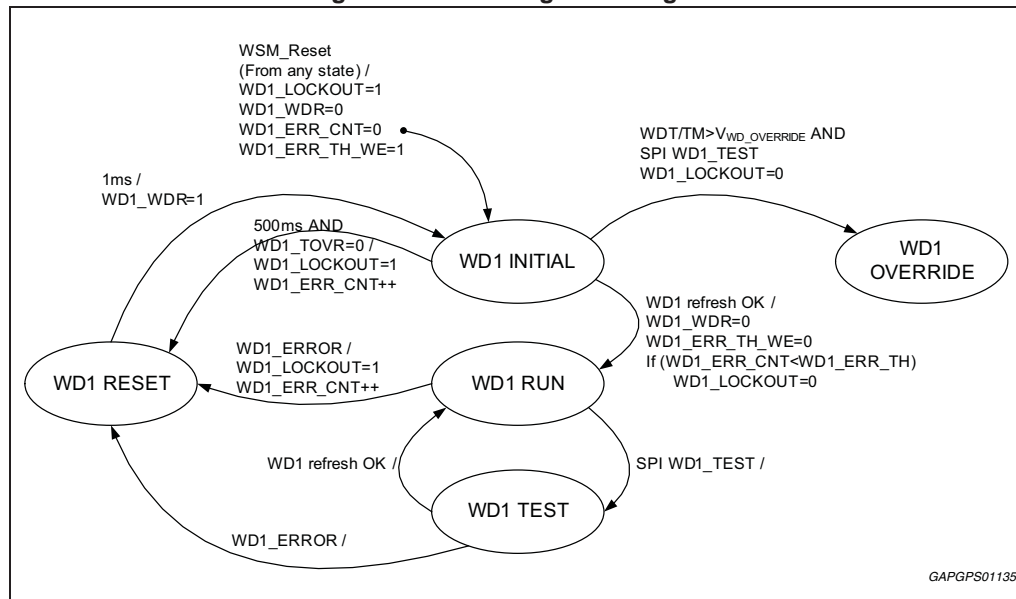 WSM_Reset
(From any state) /
WD1_LOCKOUT=1
WD1_WDR=0
WD1_ERR_CNT=0
WD1_ERR_TH_WE=1
WDT/TM>VWD_OVERRIDE AND
SPI WD1_TEST
WD1_LOCKOUT=0
1ms /
WD1_WDR=1
500ms AND
WD1_TOVR=0 /
WD1_LOCKOUT=1
WD1_ERR_CNT++
WD1 INITIAL
WD1
OVERRIDE
WD1 refresh OK /
WD1_WDR=0
WD1_ERR_TH_WE=0
If (WD1_ERR_CNT<WD1_ERR_TH)
WD1_LOCKOUT=0
WD1_ERROR /
WD1_LOCKOUT=1
WD1_ERR_CNT++
WD1 RESET
WD1 RUN
WD1 refresh OK /
SPI WD1_TEST /
WD1 TEST
WD1_ERROR /
GAPGPS01135